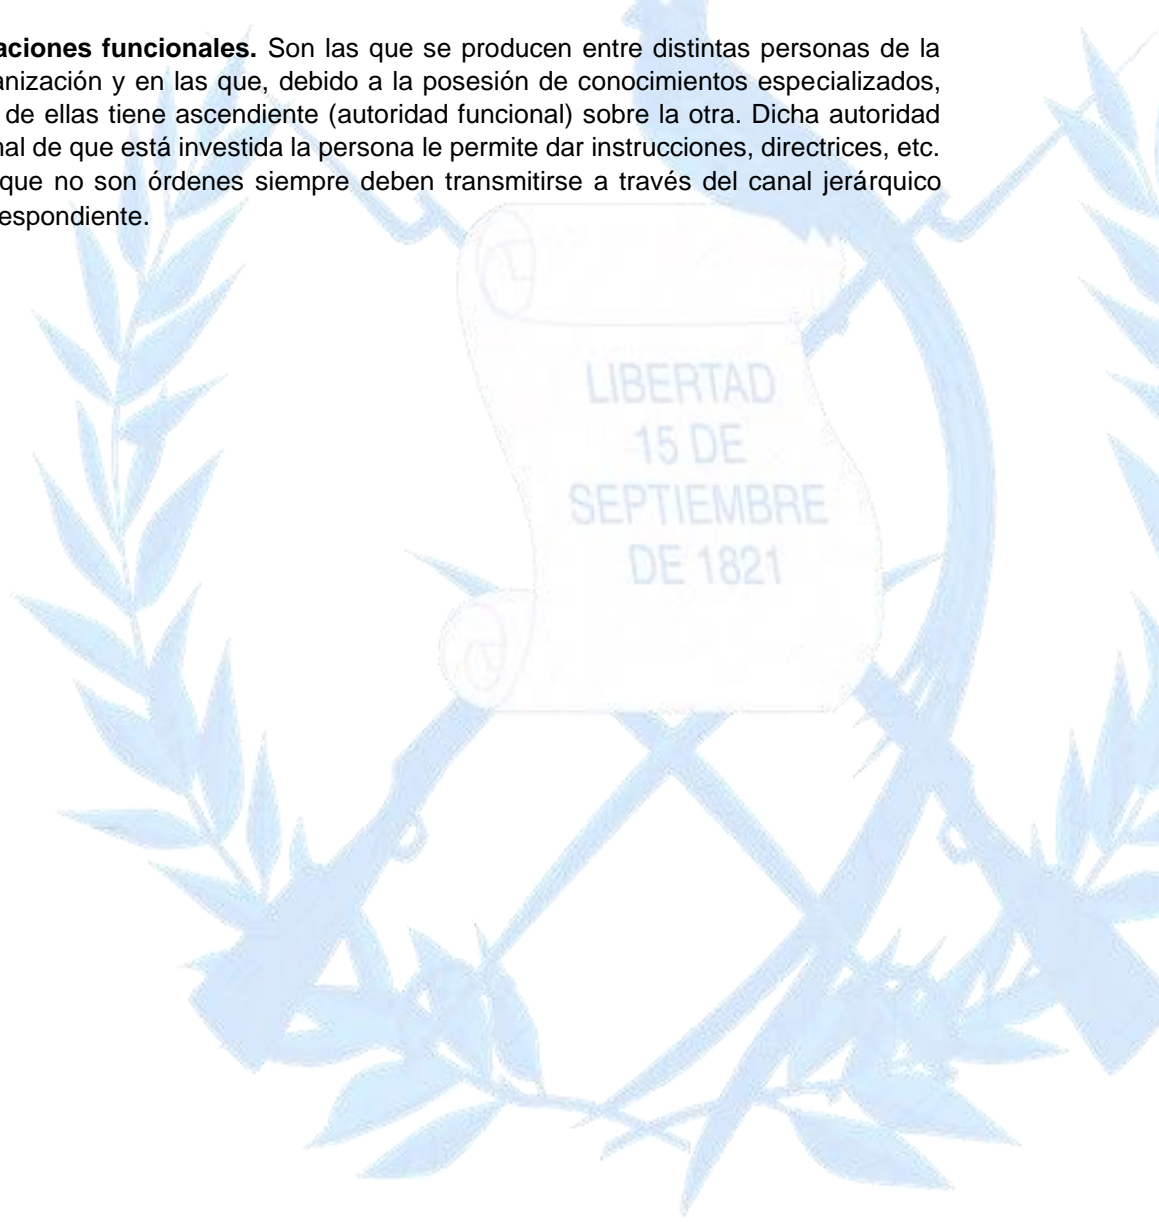 aciones funcionales. Son las que se producen entre distintas personas de la
anización y en las que, debido a la posesión de conocimientos especializados,
de ellas tiene ascendiente (autoridad funcional) sobre la otra. Dicha autoridad
nal de que está investida la persona le permite dar instrucciones, directrices, etc.
que no son órdenes siempre deben transmitirse a través del canal jerárquico
espondiente.
LIBERTAD
15 DE
SEPTIEMBRE
DE 1821